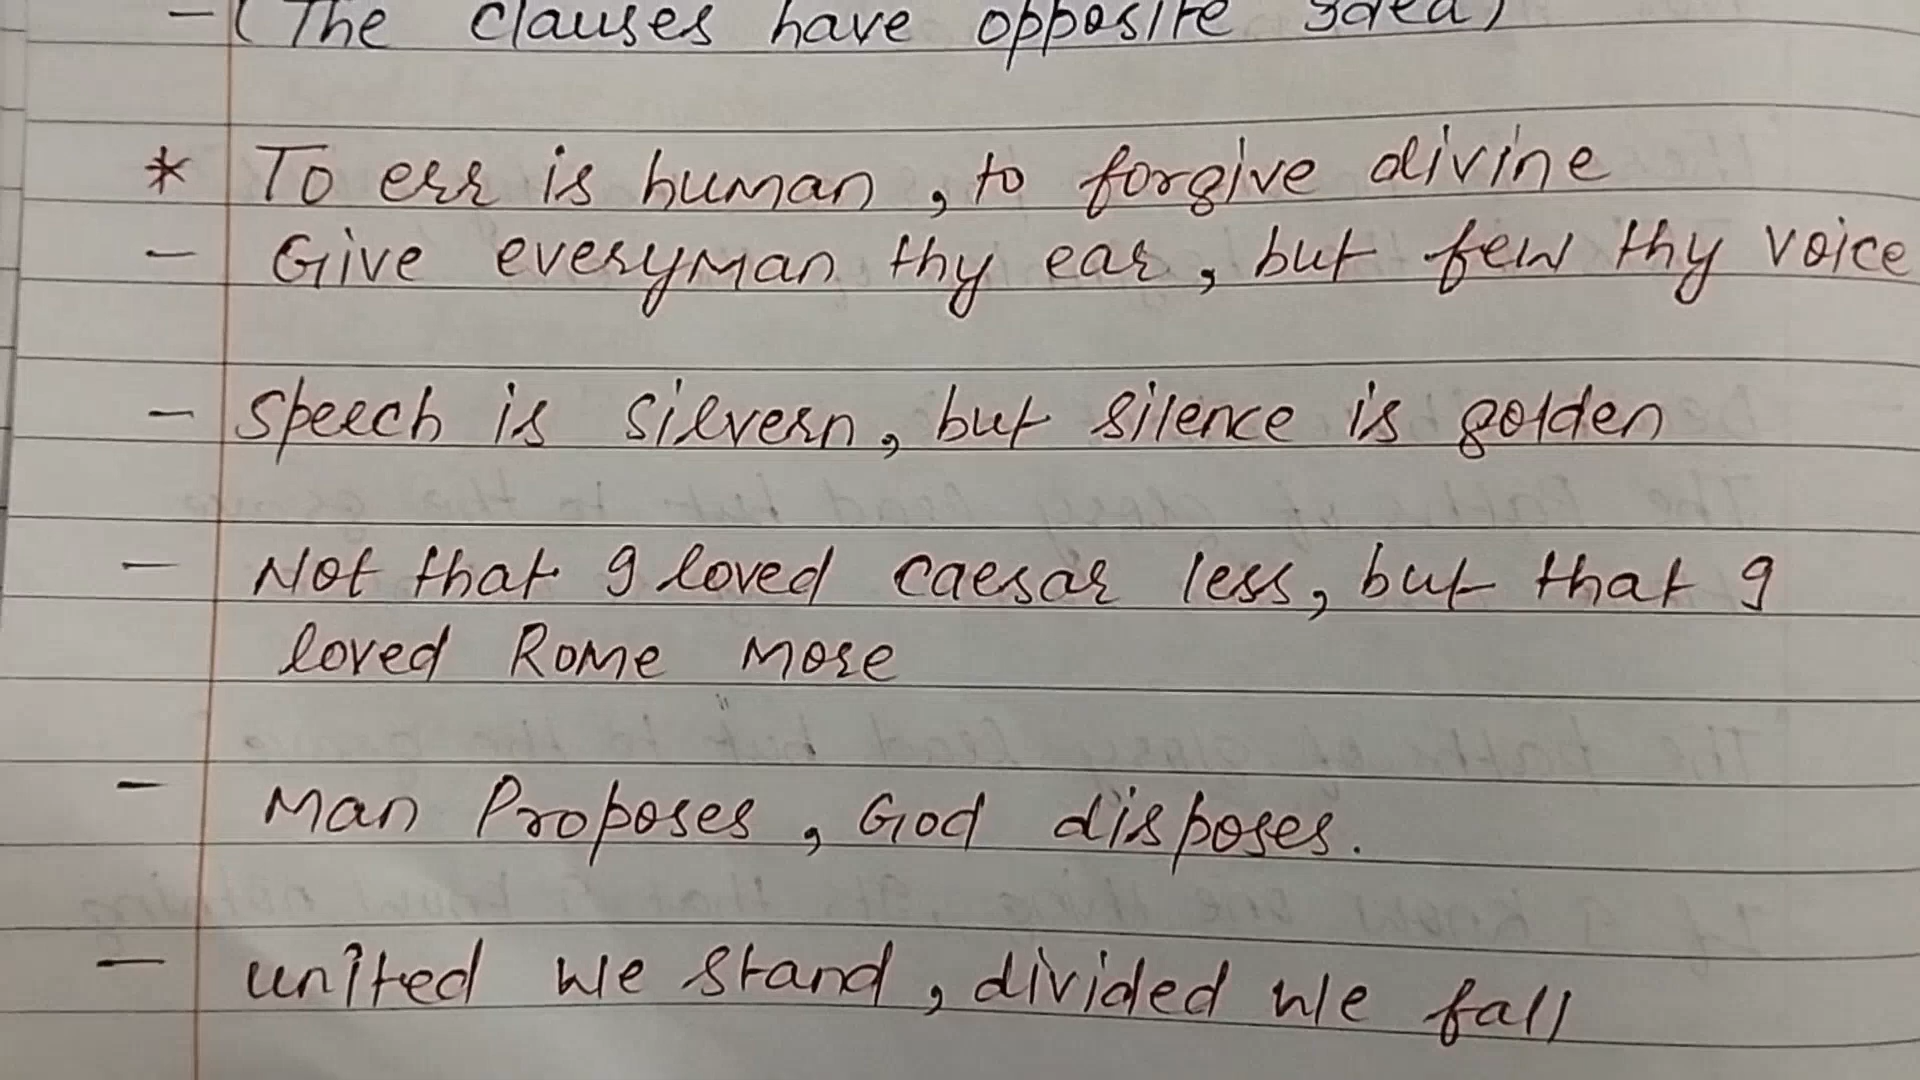 - (The clauses have opposite Idea)
* To err is human, to forgive divine
- Give everyman thy ear, but few thy voice
- Speech is silvern, but silence is golden
- Not that I loved caesar less, but that I
loved Rome more
- Man Proposes, God disposes.
- united we stand, divided we fall